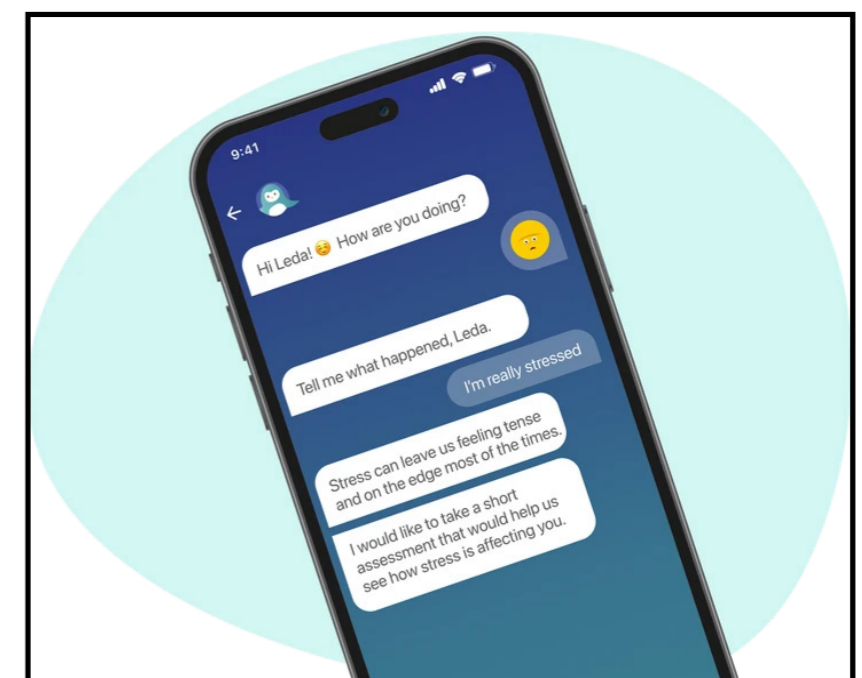 9:41
Hi Leda! ☺️ How are you doing?
Tell me what happened, Leda.
I'm really stressed
Stress can leave us feeling tense
and on the edge most of the times.
I would like to take a short
assessment that would help us
see how stress is affecting you.